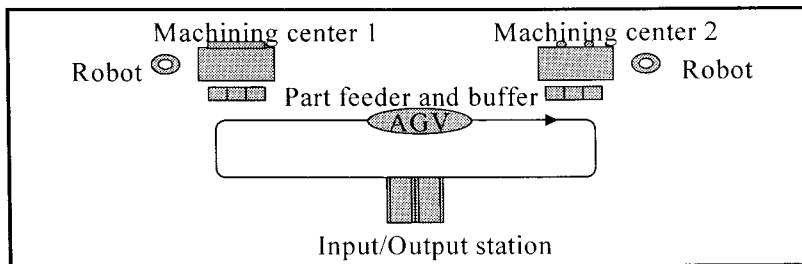 Machining center 1
Machining center 2
Robot
Robot
Part feeder and buffer
AGV
Input/Output station